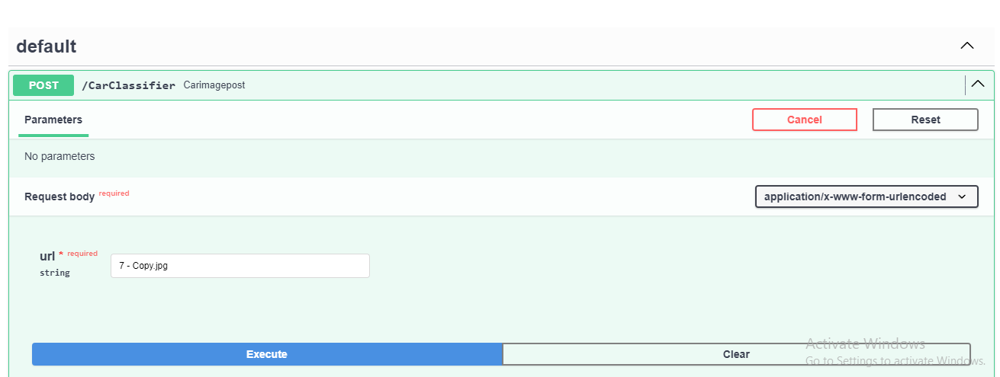 default
POST /CarClassifier Carimagepost
Parameters Cancel Reset
No parameters
Request body required application/x-www-form-urlencoded
url * required
string
7 - Copy.jpg
Execute Clear
Activate Windows
Go to Settings to activate Windows.